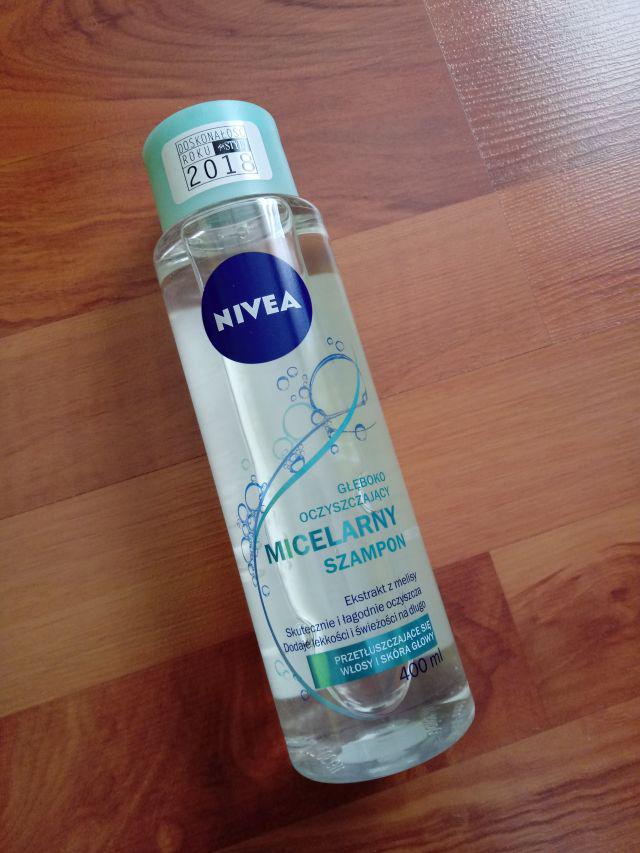 DOSKONAŁOŚĆ
ROKU STYL
2018
NIVEA
GŁĘBOKO
OCZYSZCZAJĄCY
MICELARNY
SZAMPON
Ekstrakt z melisy
Skutecznie i łagodnie oczyszcza
Dodaje lekkości i świeżości na długo
PRZETŁUSZCZAJĄCE SIĘ
WŁOSY I SKÓRA GŁOWY
400 ml